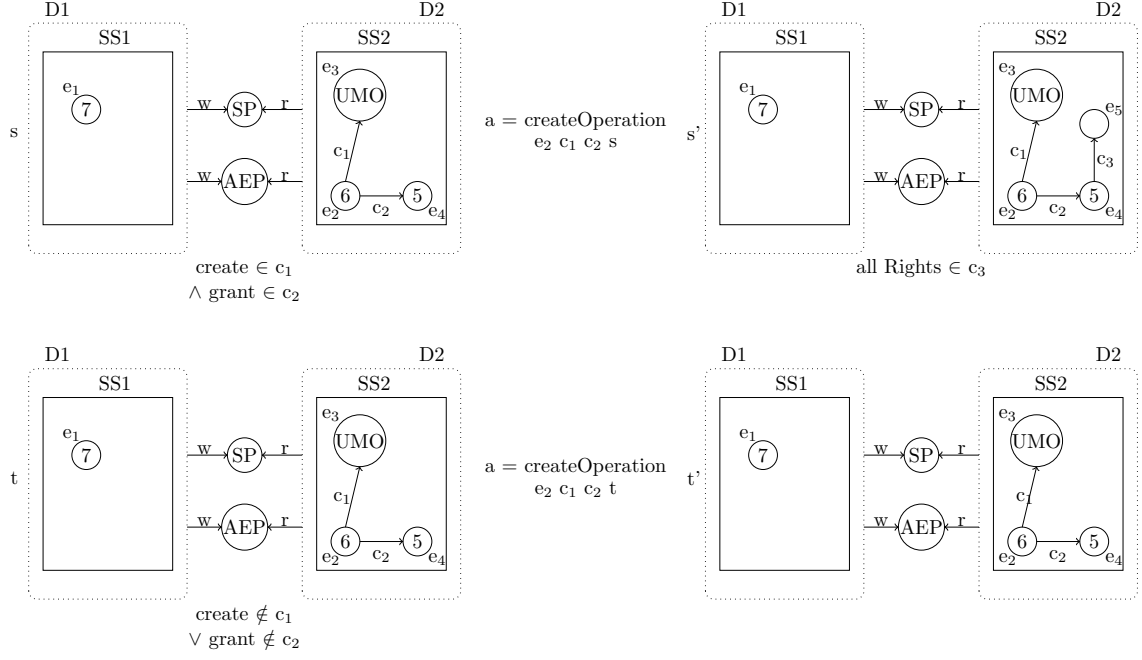 D1
D2
SS1
SS2
e₁
7
w
SP
r
e₃
UMO
s
c₁
w
AEP
r
6
c₂
5
e₂
e₄
create ∈ c₁
∧ grant ∈ c₂
a = createOperation
e₂ c₁ c₂ s
D1
D2
SS1
SS2
e₁
7
w
SP
r
e₃
UMO
e₅
s'
c₁
c₃
w
AEP
r
6
c₂
5
e₂
e₄
all Rights ∈ c₃
D1
D2
SS1
SS2
e₁
7
w
SP
r
e₃
UMO
t
c₁
w
AEP
r
6
c₂
5
e₂
e₄
create ∉ c₁
∨ grant ∉ c₂
a = createOperation
e₂ c₁ c₂ t
D1
D2
SS1
SS2
e₁
7
w
SP
r
e₃
UMO
t'
c₁
w
AEP
r
6
c₂
5
e₂
e₄